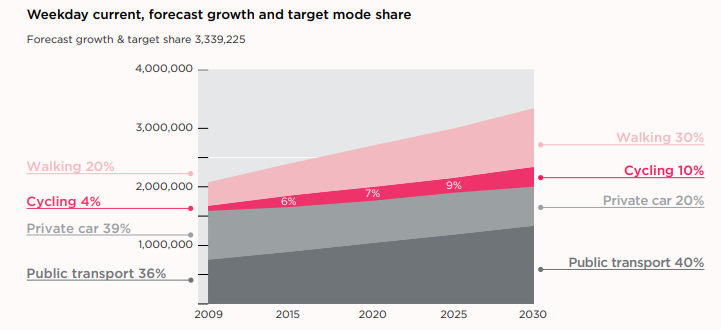 Weekday current, forecast growth and target mode share
Forecast growth & target share 3,339,225
4,000,000
3,000,000
2,000,000
1,000,000
Walking 20%
Cycling 4%
Private car 39%
Public transport 36%
6%
7%
9%
Walking 30%
Cycling 10%
Private car 20%
Public transport 40%
2009 2015 2020 2025 2030